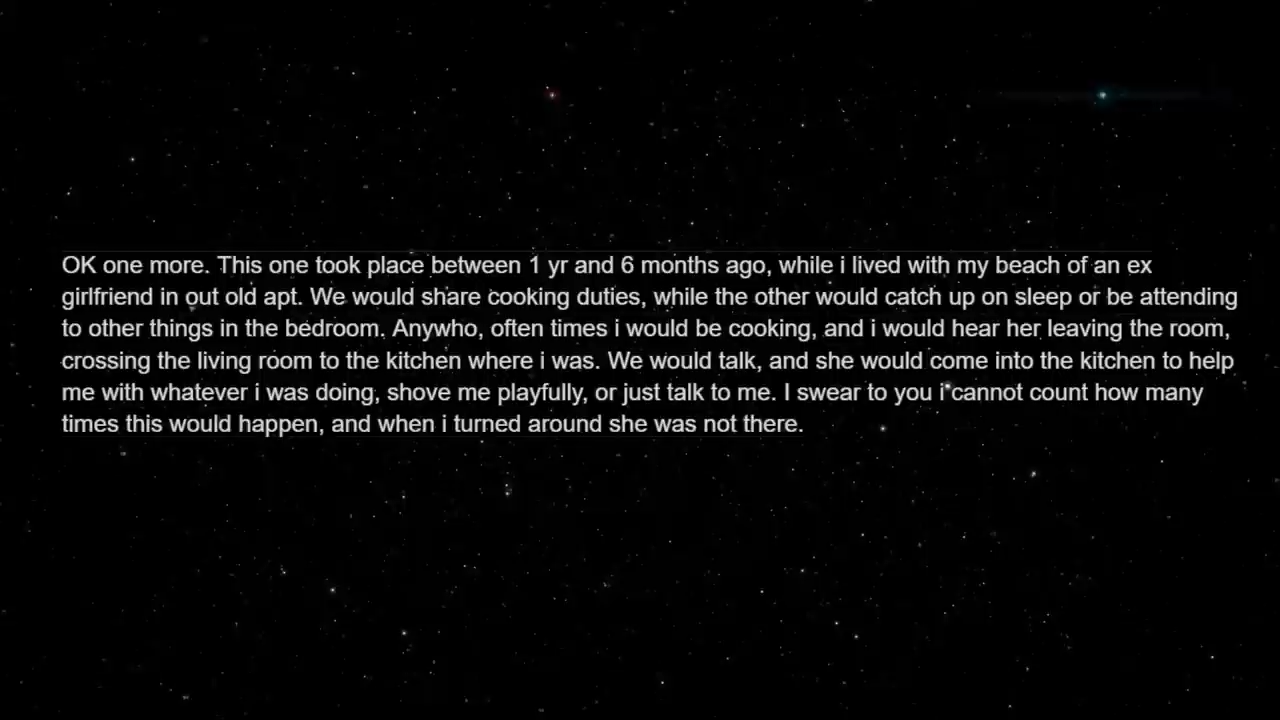 OK one more. This one took place between 1 yr and 6 months ago, while i lived with my beach of an ex
girlfriend in out old apt. We would share cooking duties, while the other would catch up on sleep or be attending
to other things in the bedroom. Anywho, often times i would be cooking, and i would hear her leaving the room,
crossing the living room to the kitchen where i was. We would talk, and she would come into the kitchen to help
me with whatever i was doing, shove me playfully, or just talk to me. I swear to you i cannot count how many
times this would happen, and when i turned around she was not there.